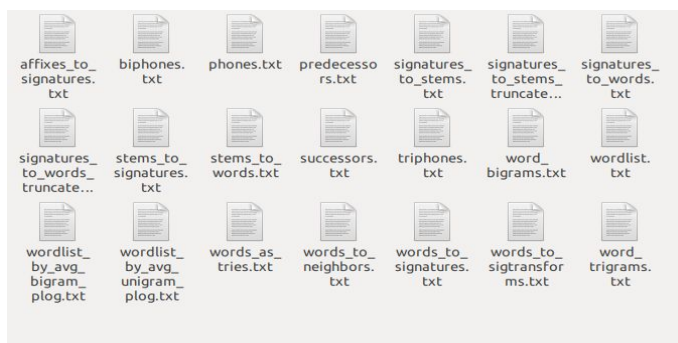 affixes_to_ biphones. phones.txt predecesso signatures_ signatures_ signatures_
signatures. txt rs.txt to_stems. to_stems_ to_words.
txt txt truncate... txt
signatures_ stems_to_ stems_to_ successors. triphones. word_ wordlist.
to_words_ signatures. words.txt txt txt bigrams.txt txt
truncate... txt
wordlist_ wordlist_ words_as_ words_to_ words_to_ words_to_ word_
by_avg_ by_avg_ tries.txt neighbors. signatures. sigtransfor trigrams.
bigram_ unigram_ txt txt ms.txt txt
plog.txt plog.txt